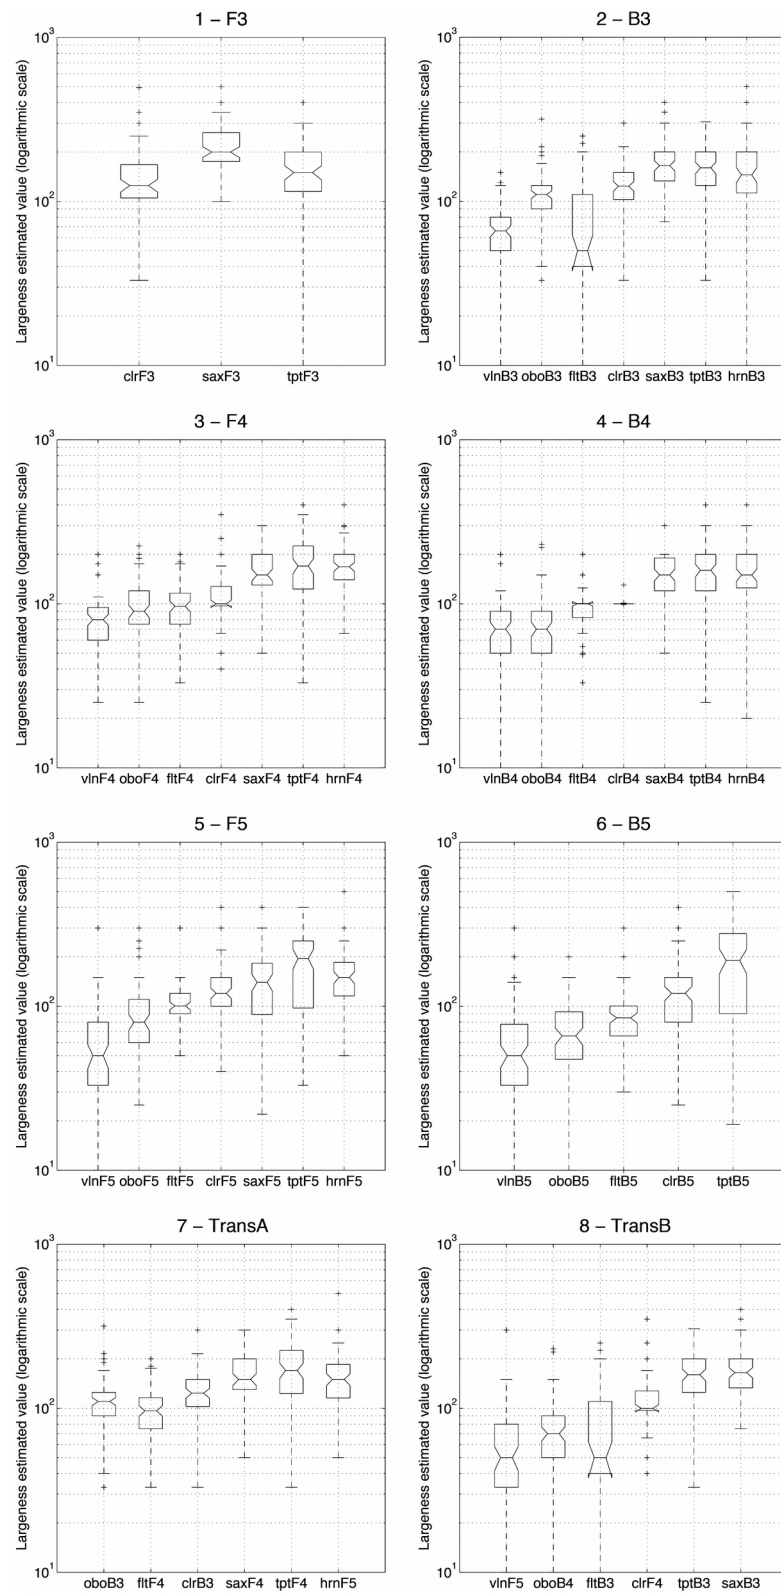 1 – F3
Largeness estimated value (logarithmic scale)
10³
10²
10¹
clrF3 saxF3 tptF3
2 – B3
Largeness estimated value (logarithmic scale)
10³
10²
10¹
vlnB3 oboB3 fltB3 clrB3 saxB3 tptB3 hrnB3
3 – F4
Largeness estimated value (logarithmic scale)
10³
10²
10¹
vlnF4 oboF4 fltF4 clrF4 saxF4 tptF4 hrnF4
4 – B4
Largeness estimated value (logarithmic scale)
10³
10²
10¹
vlnB4 oboB4 fltB4 clrB4 saxB4 tptB4 hrnB4
5 – F5
Largeness estimated value (logarithmic scale)
10³
10²
10¹
vlnF5 oboF5 fltF5 clrF5 saxF5 tptF5 hrnF5
6 – B5
Largeness estimated value (logarithmic scale)
10³
10²
10¹
vlnB5 oboB5 fltB5 clrB5 tptB5
7 – TransA
Largeness estimated value (logarithmic scale)
10³
10²
10¹
oboB3 fltF4 clrB3 saxF4 tptF4 hrnF5
8 – TransB
Largeness estimated value (logarithmic scale)
10³
10²
10¹
vlnF5 oboB4 fltB3 clrF4 tptB3 saxB3